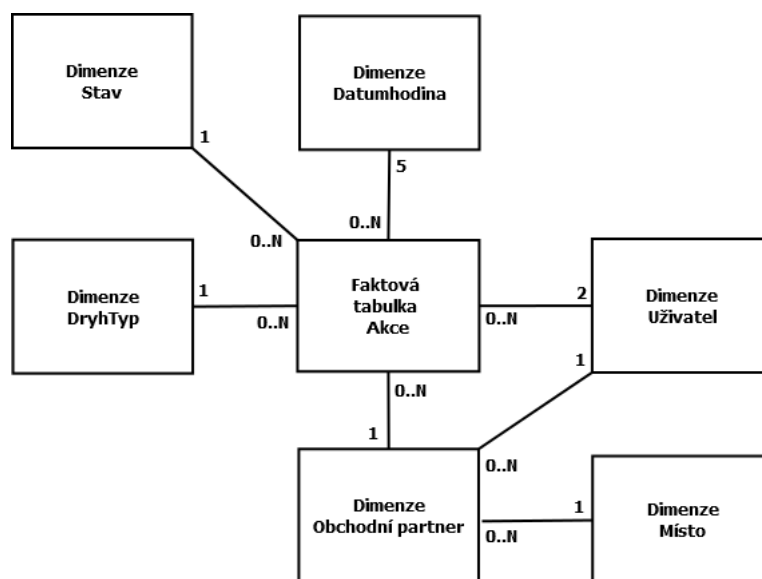 Dimenze
Stav
Dimenze
Datumhodina
1
5
0..N
0..N
Dimenze
DryhTyp
1
0..N
Faktová
tabulka
Akce
2
0..N
Dimenze
Uživatel
1
0..N
1
0..N
Dimenze
Obchodní partner
1
0..N
Dimenze
Místo